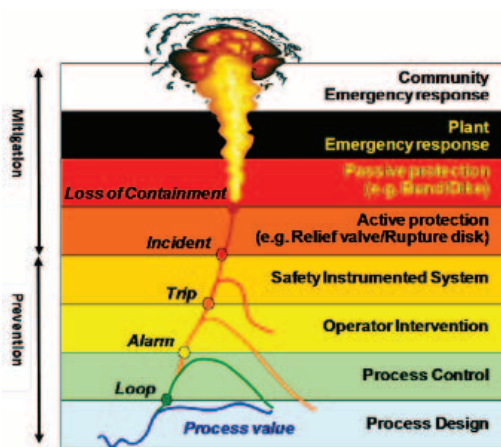 Community
Emergency response
Plant
Emergency response
Passive protection
(e.g. Bund/Dike)
Loss of Containment
Active protection
(e.g. Relief valve/Rupture disk)
Incident
Safety Instrumented System
Trip
Operator Intervention
Alarm
Process Control
Loop
Process value
Process Design
Mitigation
Prevention